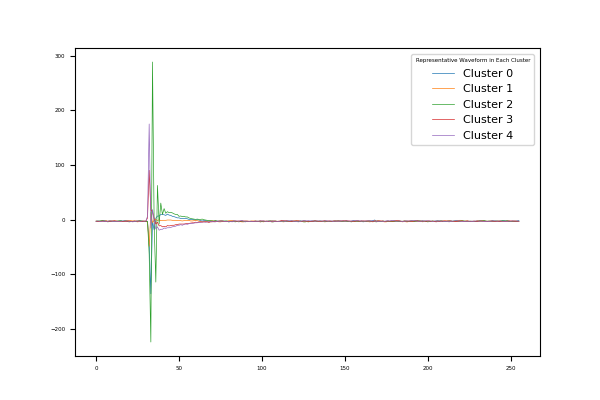 Representative Waveform in Each Cluster
Cluster 0
Cluster 1
Cluster 2
Cluster 3
Cluster 4
300
200
100
0
−100
−200
0
50
100
150
200
250